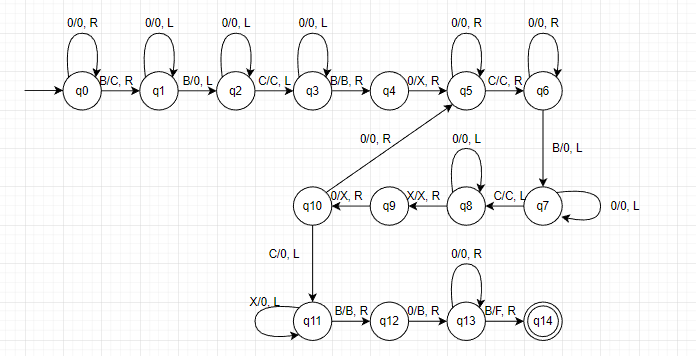 0/0, R 0/0, L 0/0, L 0/0, L 0/0, R 0/0, R
q0 B/C, R q1 B/0, L q2 C/C, L q3 B/B, R q4 0/X, R q5 C/C, R q6
0/0, R 0/0, L B/0, L
q10 0/X, R q9 X/X, R q8 C/C, L q7 0/0, L
C/0, L 0/0, R
X/0, L q11 B/B, R q12 0/B, R q13 B/F, R q14